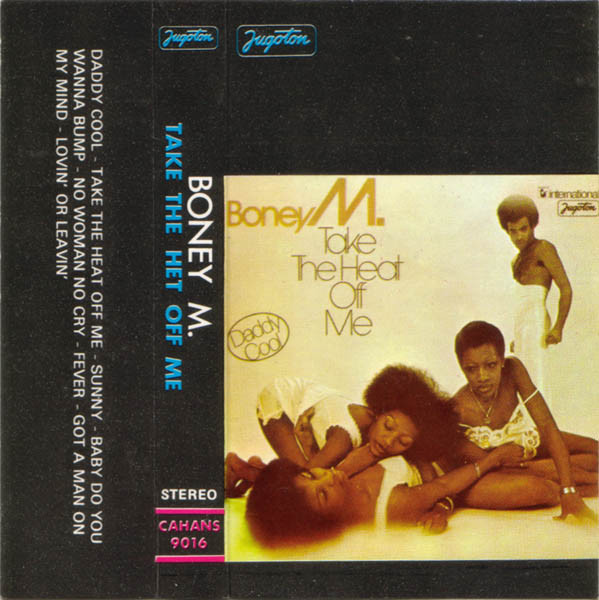 DADDY COOL - TAKE THE HEAT OFF ME - SUNNY - BABY DO YOU
WANNA BUMP - NO WOMAN NO CRY - FEVER - GOT A MAN ON
MY MIND - LOVIN' OR LEAVIN'
Jugoton
BONEY M.
TAKE THE HET OFF ME
STEREO
CAHANS
9016
Jugoton
BoneyM.
Take
The Heat
Off
Me
Daddy
Cool
international
Jugoton